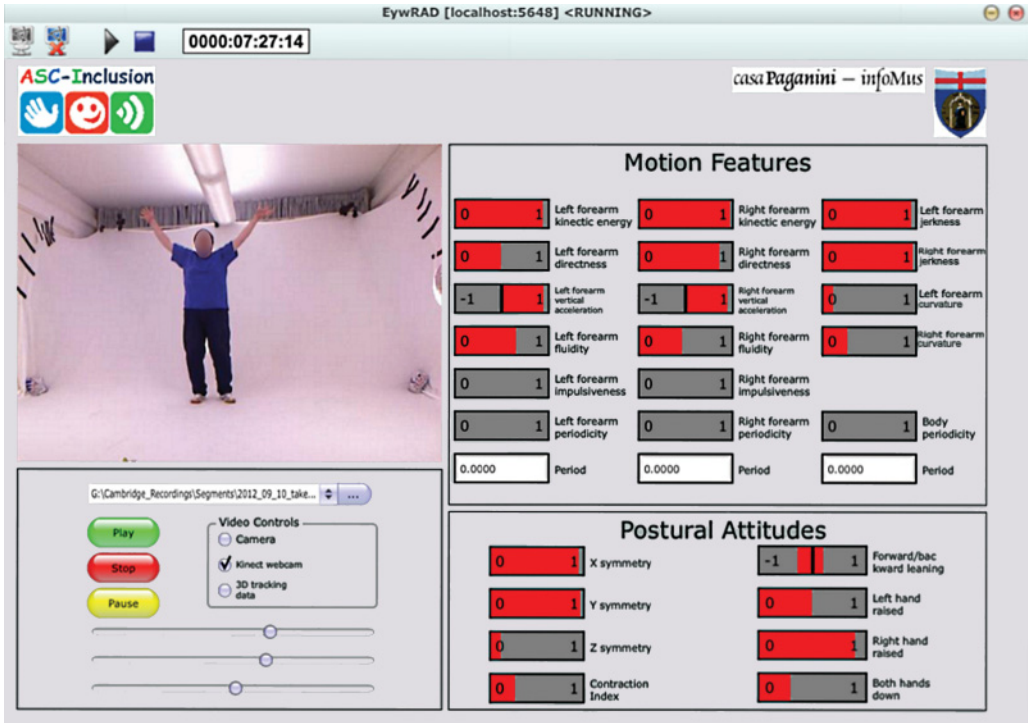 EywRAD [localhost:5648] <RUNNING>
0000:07:27:14
ASC-Inclusion
casa Paganini – infoMus
Motion Features
0 1 Left forearm
kinectic energy
0 1 Right forearm
kinectic energy
0 1 Left forearm
jerkness
0 1 Left forearm
directness
0 1 Right forearm
directness
0 1 Right forearm
jerkness
-1 1 Left forearm
vertical
acceleration
-1 1 Right forearm
vertical
acceleration
0 1 Left forearm
curvature
0 1 Left forearm
fluidity
0 1 Right forearm
fluidity
0 1 Right forearm
curvature
0 1 Left forearm
impulsiveness
0 1 Right forearm
impulsiveness
0 1 Left forearm
periodicity
0 1 Right forearm
periodicity
0 1 Body
periodicity
0.0000 Period
0.0000 Period
0.0000 Period
G:\Cambridge_Recordings\Segments\2012_09_10_take...
...
Play
Stop
Pause
Video Controls
Camera
Kinect webcam
3D tracking
data
Postural Attitudes
0 1 X symmetry
-1 1 Forward/bac
kward leaning
0 1 Y symmetry
0 1 Left hand
raised
0 1 Z symmetry
0 1 Right hand
raised
0 1 Contraction
Index
0 1 Both hands
down